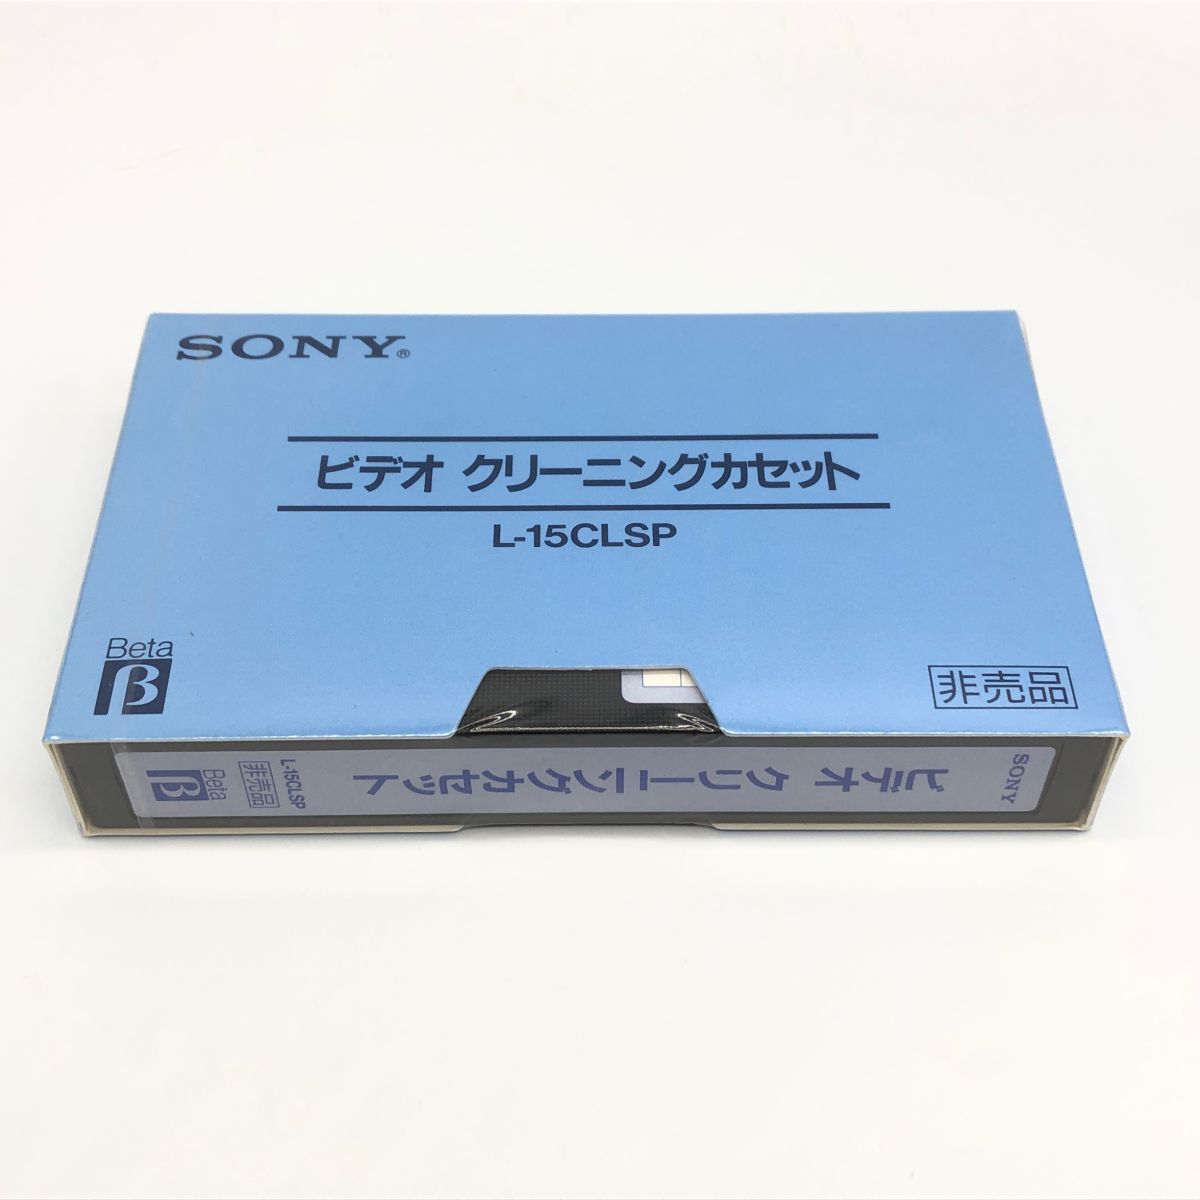 SONY®
ビデオ クリーニングカセット
L-15CLSP
Beta
β
非売品
SONY
ビデオ クリーニングカセット
L-15CLSP
非売品
Beta
β